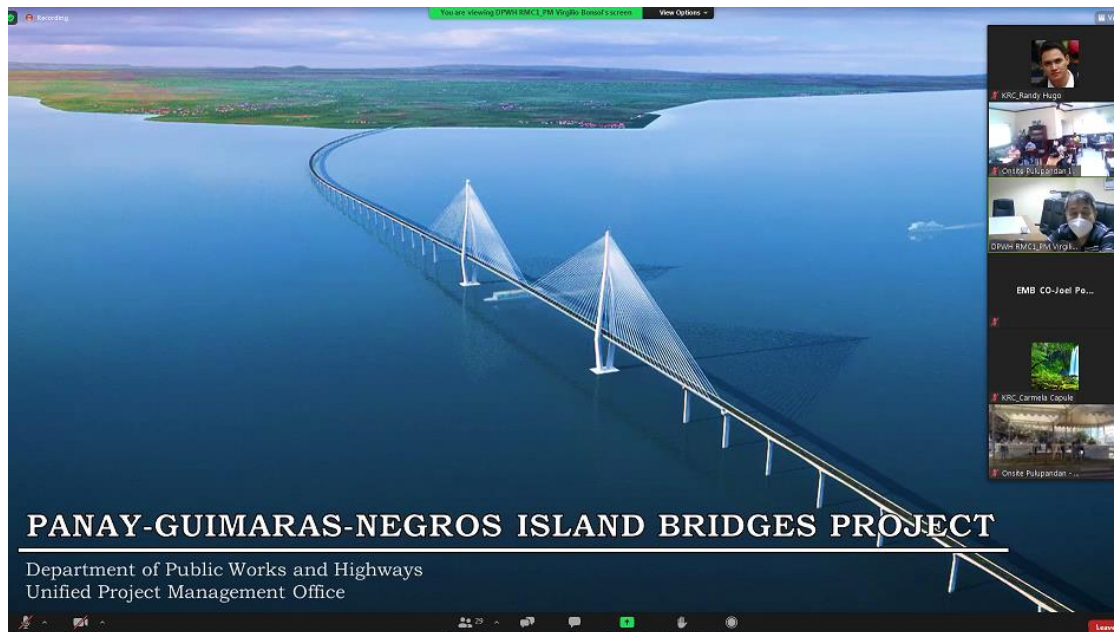 Recording
You are viewing DPWH RMC1_PM Virgilio Bonsol's screen
View Options
KRC_Randy Hugo
Onsite Pulupandan 1...
DPWH RMC1_PM Virgili...
EMB CO-Joel Po...
KRC_Carmela Capule
Onsite Pulupandan - ...
PANAY-GUIMARAS-NEGROS ISLAND BRIDGES PROJECT
Department of Public Works and Highways
Unified Project Management Office
29
Leave